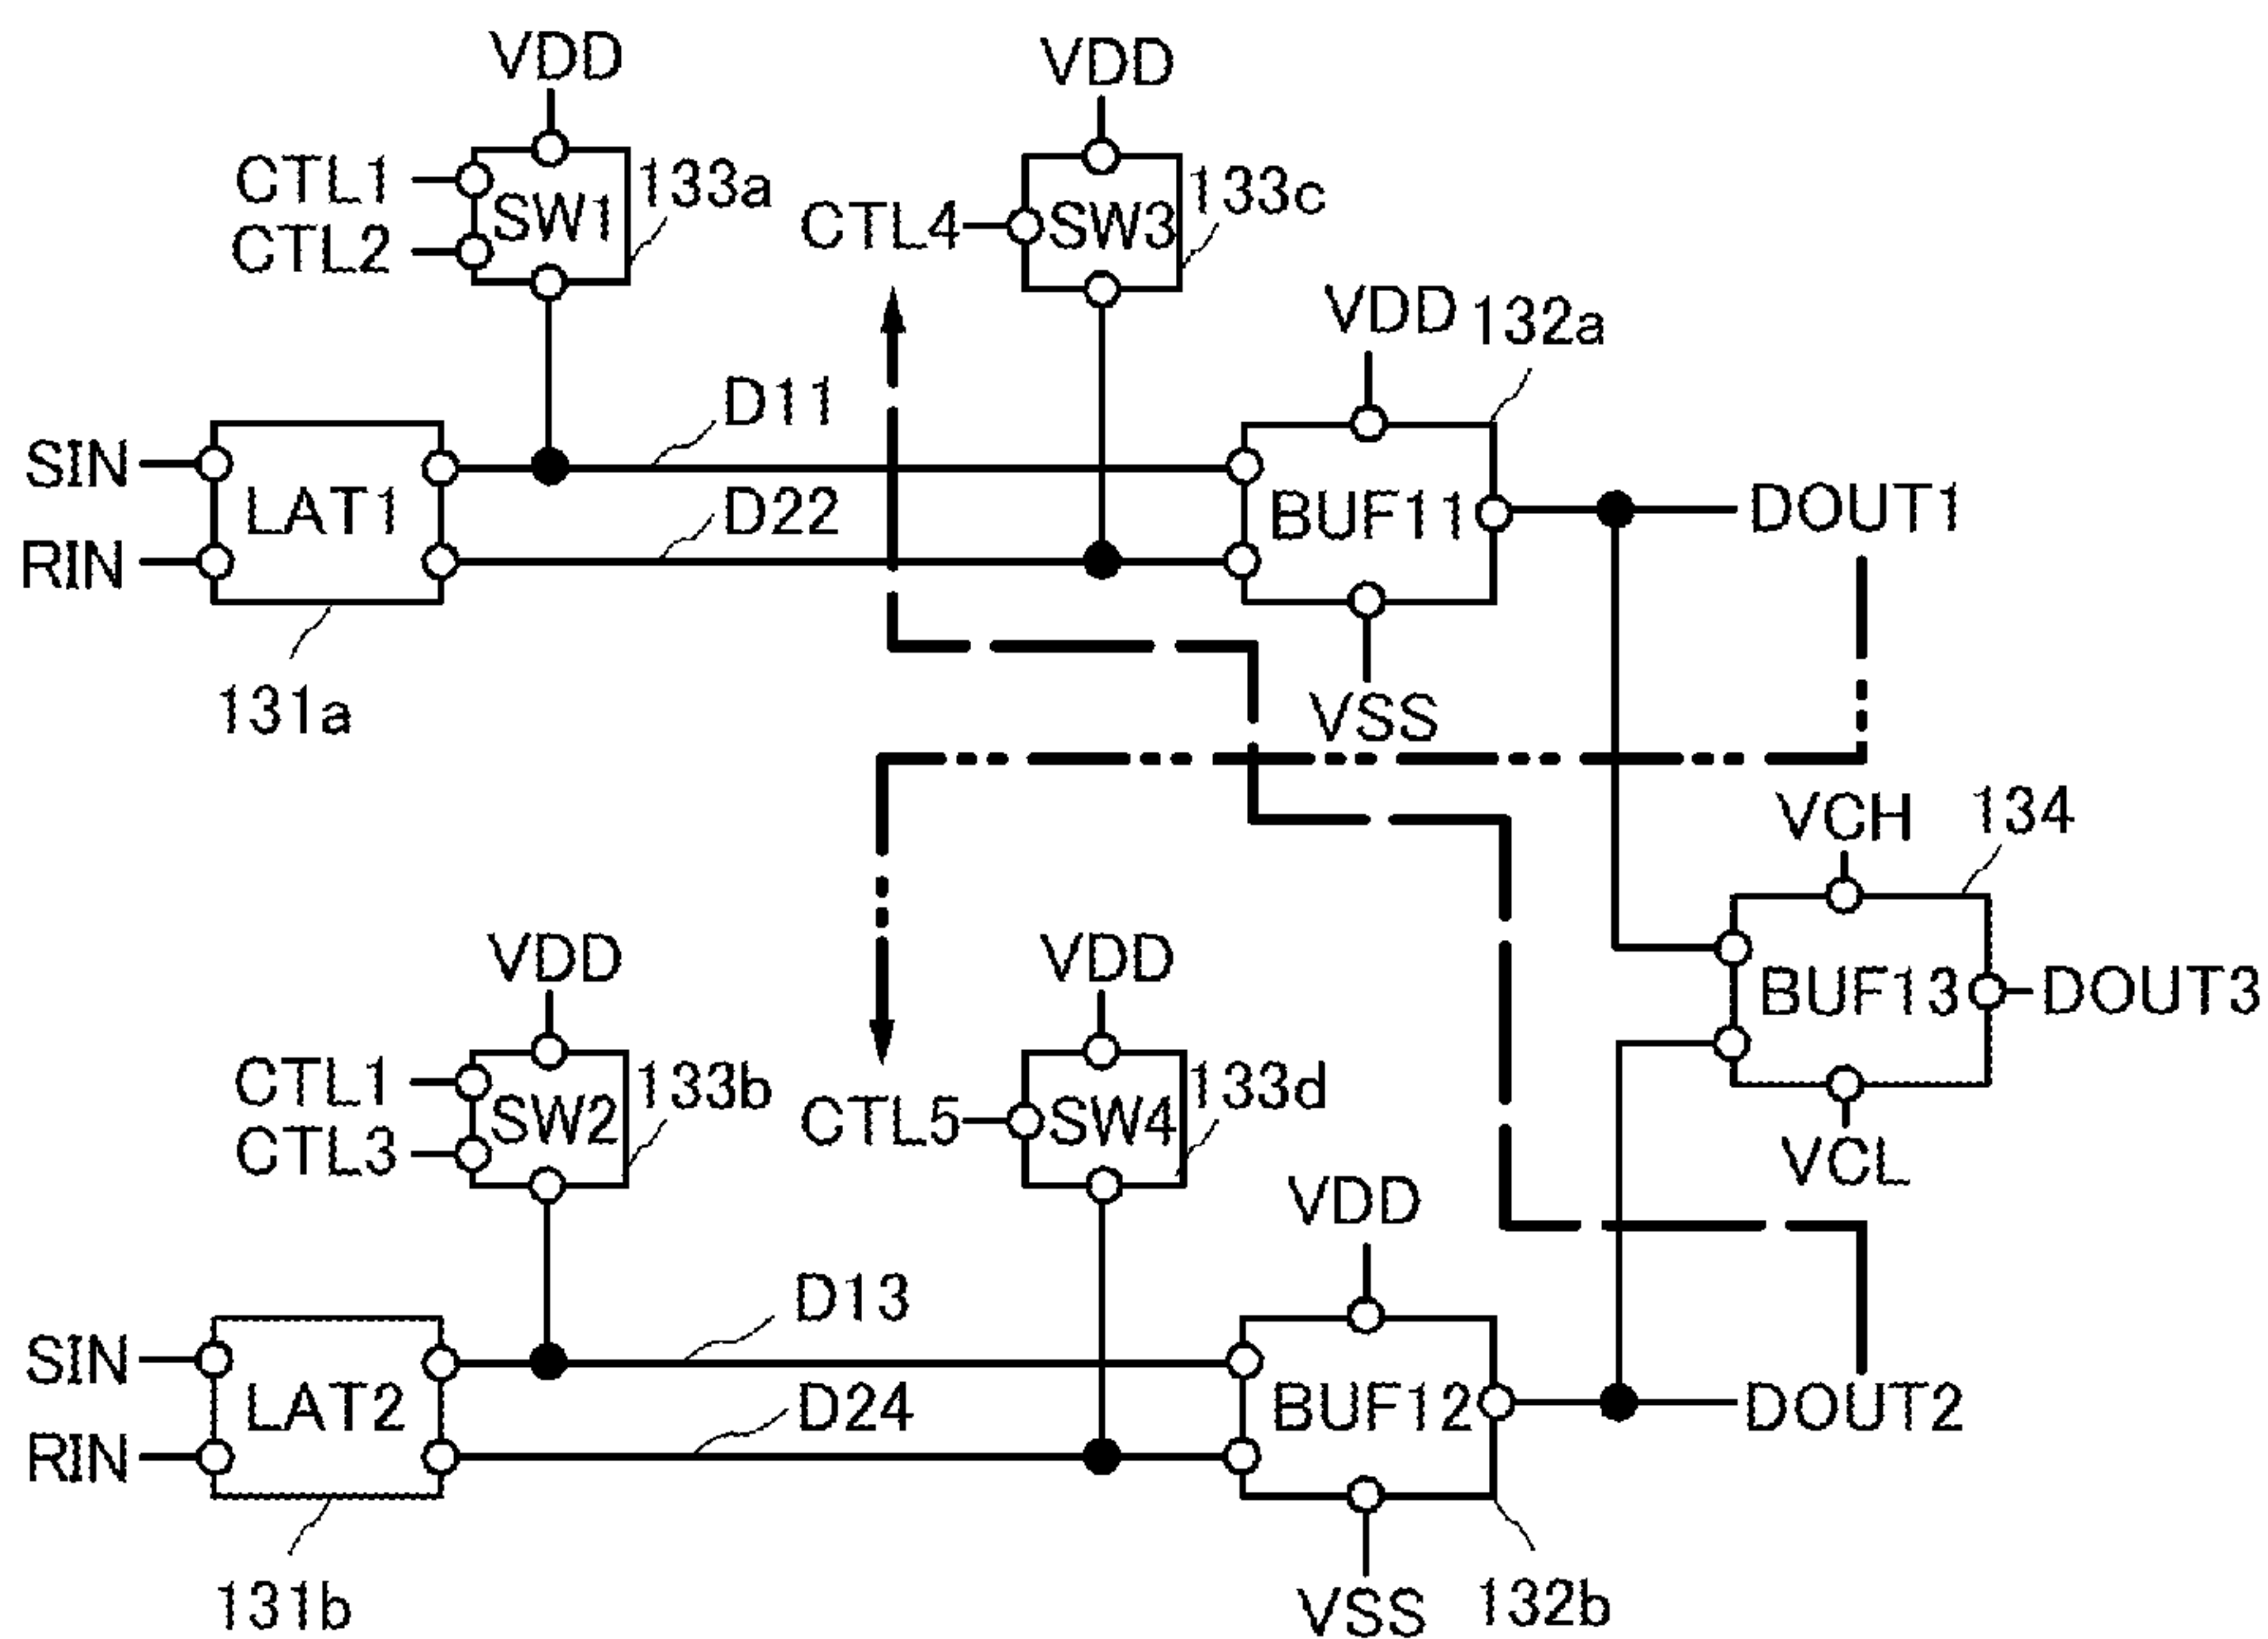 VDD
VDD
CTL1
133a
133c
SW1
CTL4
SW3
CTL2
VDD
132a
D11
SIN
LAT1
D22
BUF11
DOUT1
RIN
131a
VSS
VCH
134
VDD
VDD
BUF13
DOUT3
CTL1
133b
133d
SW2
CTL5
SW4
CTL3
VCL
VDD
D13
SIN
LAT2
D24
BUF12
DOUT2
RIN
131b
VSS
132b